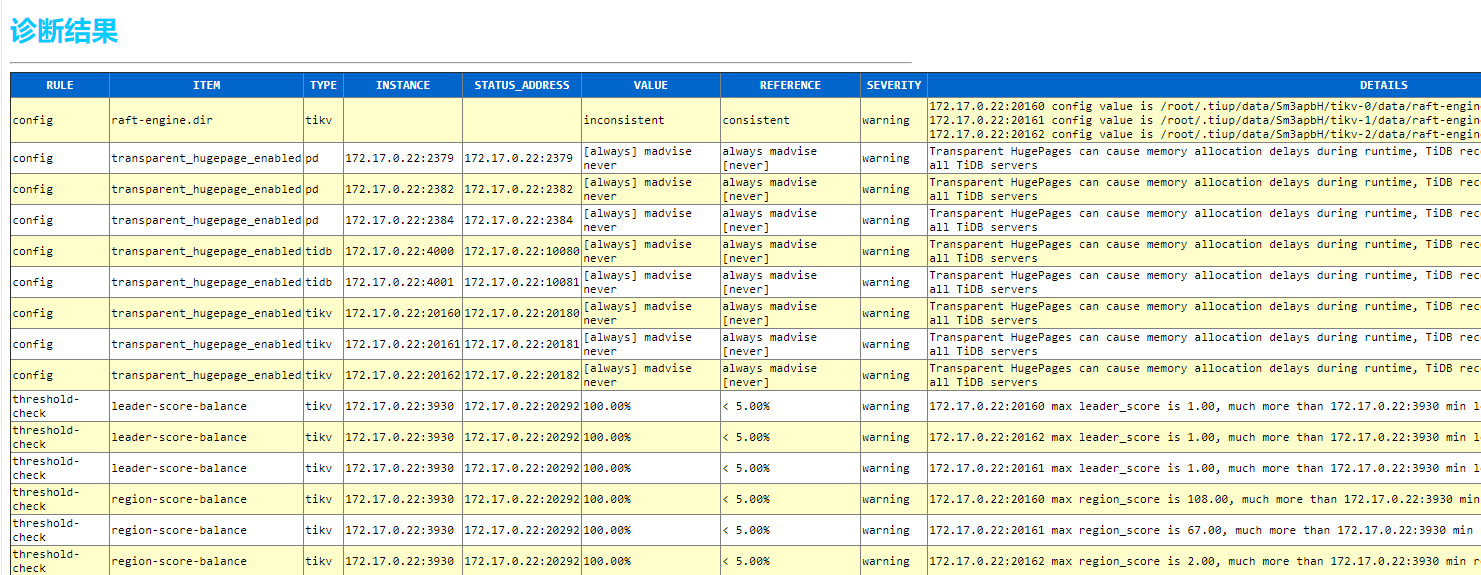 诊断结果
RULE ITEM TYPE INSTANCE STATUS_ADDRESS VALUE REFERENCE SEVERITY DETAILS
config raft-engine.dir tikv inconsistent consistent warning 172.17.0.22:20160 config value is /root/.tiup/data/Sm3apbH/tikv-0/data/raft-engin
172.17.0.22:20161 config value is /root/.tiup/data/Sm3apbH/tikv-1/data/raft-engin
172.17.0.22:20162 config value is /root/.tiup/data/Sm3apbH/tikv-2/data/raft-engin
config transparent_hugepage_enabled pd 172.17.0.22:2379 172.17.0.22:2379 [always] madvise always madvise warning Transparent HugePages can cause memory allocation delays during runtime, TiDB rec
never [never] all TiDB servers
config transparent_hugepage_enabled pd 172.17.0.22:2382 172.17.0.22:2382 [always] madvise always madvise warning Transparent HugePages can cause memory allocation delays during runtime, TiDB rec
never [never] all TiDB servers
config transparent_hugepage_enabled pd 172.17.0.22:2384 172.17.0.22:2384 [always] madvise always madvise warning Transparent HugePages can cause memory allocation delays during runtime, TiDB rec
never [never] all TiDB servers
config transparent_hugepage_enabled tidb 172.17.0.22:4000 172.17.0.22:10080 [always] madvise always madvise warning Transparent HugePages can cause memory allocation delays during runtime, TiDB rec
never [never] all TiDB servers
config transparent_hugepage_enabled tidb 172.17.0.22:4001 172.17.0.22:10081 [always] madvise always madvise warning Transparent HugePages can cause memory allocation delays during runtime, TiDB rec
never [never] all TiDB servers
config transparent_hugepage_enabled tikv 172.17.0.22:20160 172.17.0.22:20180 [always] madvise always madvise warning Transparent HugePages can cause memory allocation delays during runtime, TiDB rec
never [never] all TiDB servers
config transparent_hugepage_enabled tikv 172.17.0.22:20161 172.17.0.22:20181 [always] madvise always madvise warning Transparent HugePages can cause memory allocation delays during runtime, TiDB rec
never [never] all TiDB servers
config transparent_hugepage_enabled tikv 172.17.0.22:20162 172.17.0.22:20182 [always] madvise always madvise warning Transparent HugePages can cause memory allocation delays during runtime, TiDB rec
never [never] all TiDB servers
threshold- leader-score-balance tikv 172.17.0.22:3930 172.17.0.22:20292 100.00% < 5.00% warning 172.17.0.22:20160 max leader_score is 1.00, much more than 172.17.0.22:3930 min
check
threshold- leader-score-balance tikv 172.17.0.22:3930 172.17.0.22:20292 100.00% < 5.00% warning 172.17.0.22:20162 max leader_score is 1.00, much more than 172.17.0.22:3930 min
check
threshold- leader-score-balance tikv 172.17.0.22:3930 172.17.0.22:20292 100.00% < 5.00% warning 172.17.0.22:20161 max leader_score is 1.00, much more than 172.17.0.22:3930 min
check
threshold- region-score-balance tikv 172.17.0.22:3930 172.17.0.22:20292 100.00% < 5.00% warning 172.17.0.22:20160 max region_score is 108.00, much more than 172.17.0.22:3930 min
check
threshold- region-score-balance tikv 172.17.0.22:3930 172.17.0.22:20292 100.00% < 5.00% warning 172.17.0.22:20161 max region_score is 67.00, much more than 172.17.0.22:3930 min
check
threshold- region-score-balance tikv 172.17.0.22:3930 172.17.0.22:20292 100.00% < 5.00% warning 172.17.0.22:20162 max region_score is 2.00, much more than 172.17.0.22:3930 min
check